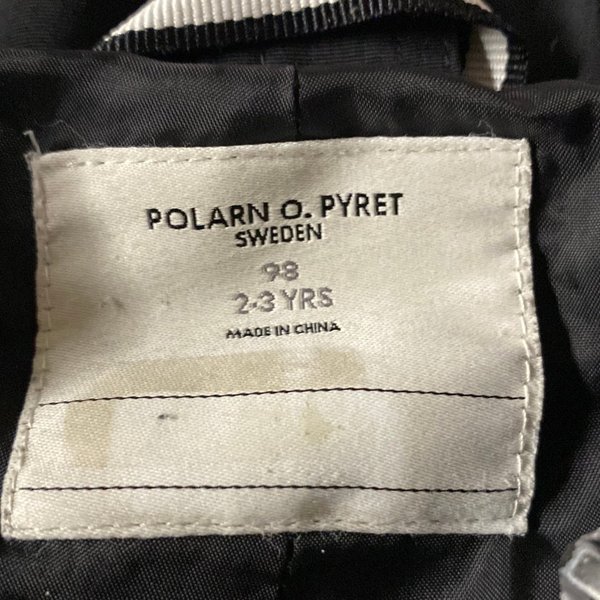 POLARN O. PYRET
SWEDEN
98
2-3 YRS
MADE IN CHINA